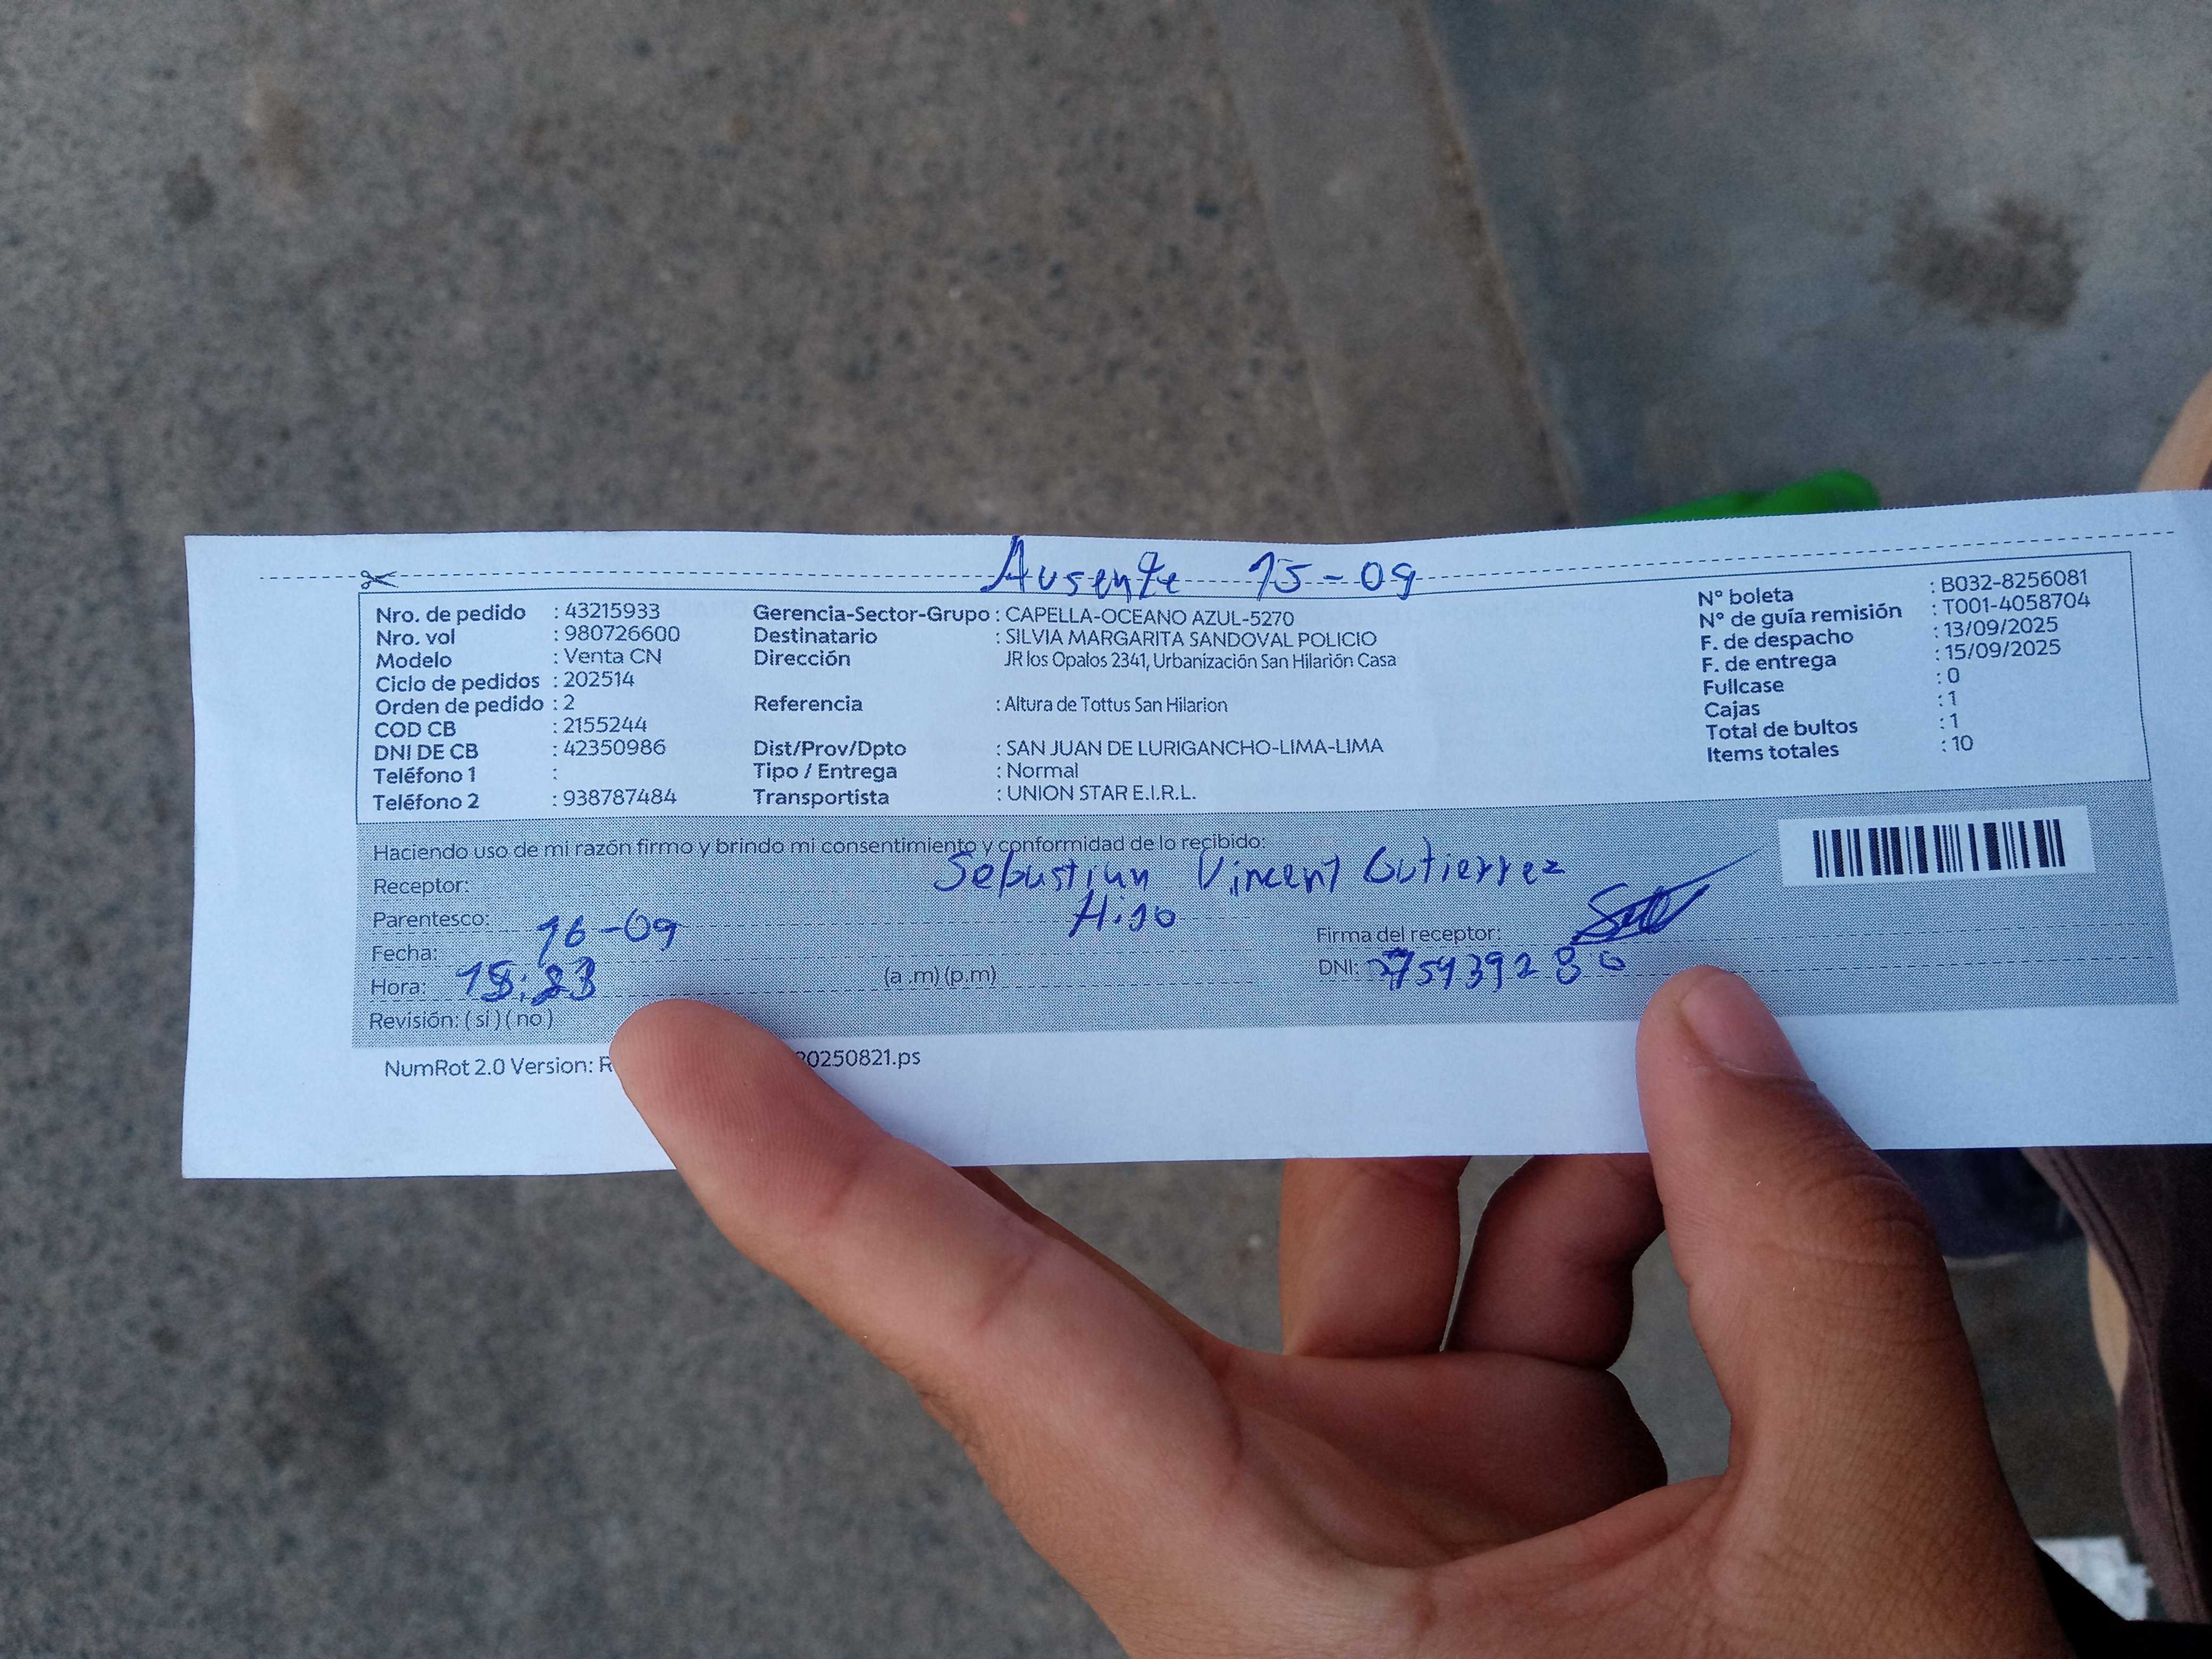 Ausente 15-09
Nro. de pedido : 43215933
Nro. vol : 980726600
Modelo : Venta CN
Ciclo de pedidos : 202514
Orden de pedido : 2
COD CB : 2155244
DNI DE CB : 42350986
Teléfono 1 :
Teléfono 2 : 938787484
Gerencia-Sector-Grupo : CAPELLA-OCEANO AZUL-5270
Destinatario : SILVIA MARGARITA SANDOVAL POLICIO
Dirección JR los Opalos 2341, Urbanización San Hilarión Casa
Referencia : Altura de Tottus San Hilarion
Dist/Prov/Dpto : SAN JUAN DE LURIGANCHO-LIMA-LIMA
Tipo / Entrega : Normal
Transportista : UNION STAR E.I.R.L.
N° boleta : B032-8256081
N° de guía remisión : T001-4058704
F. de despacho : 13/09/2025
F. de entrega : 15/09/2025
Fullcase : 0
Cajas : 1
Total de bultos : 1
Items totales : 10
Haciendo uso de mi razón firmo y brindo mi consentimiento y conformidad de lo recibido:
Receptor: Sebastian Vincent Gutierrez
Parentesco: Hijo
Fecha: 16-09
Hora: (a .m) (p.m)
Revisión: ( si ) ( no )
Firma del receptor:
DNI:
NumRot 2.0 Version: 20250821.ps